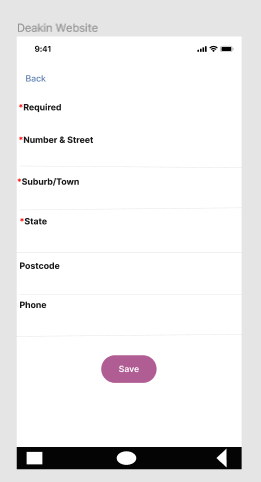 Deakin Website
9:41
Back
*Required
*Number & Street
*Suburb/Town
*State
Postcode
Phone
Save